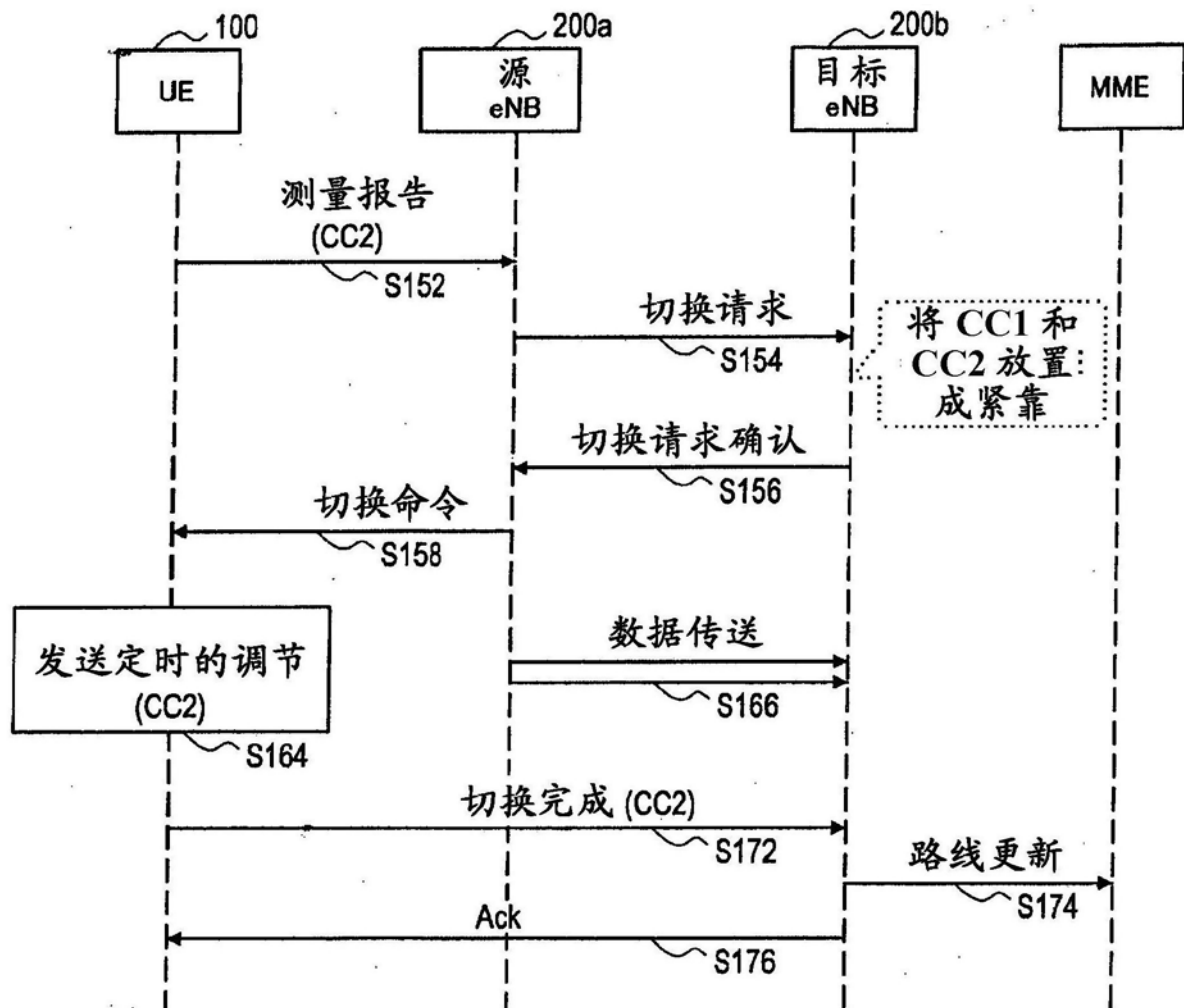 100
200a
200b
UE
源
eNB
目标
eNB
MME
测量报告
(CC2)
S152
切换请求
S154
将 CC1 和
CC2 放置
成紧靠
切换请求确认
S156
切换命令
S158
发送定时的调节
(CC2)
S164
数据传送
S166
切换完成 (CC2)
S172
路线更新
S174
Ack
S176